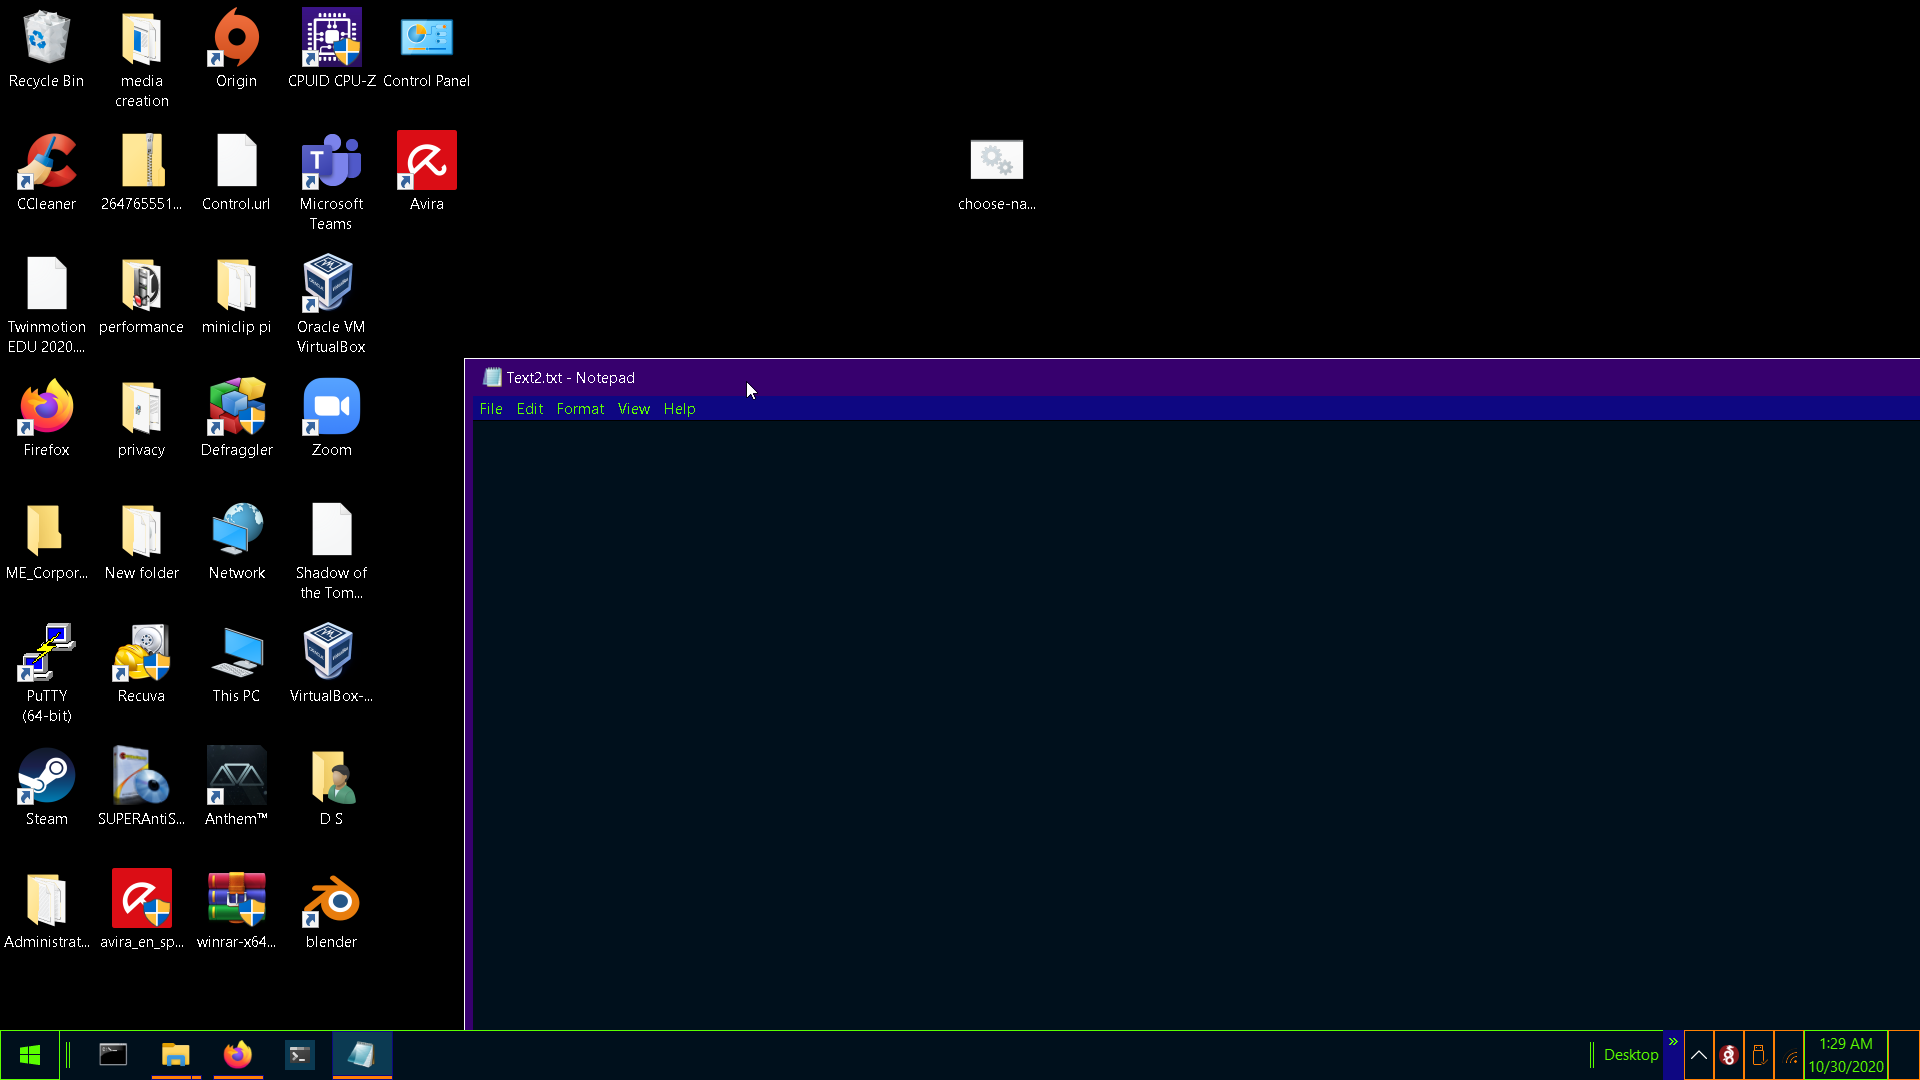 Recycle Bin
media
creation
Origin
CPUID CPU-Z
Control Panel
CCleaner
264765551...
Control.url
Microsoft
Teams
Avira
choose-na...
Twinmotion
EDU 2020....
performance
miniclip pi
Oracle VM
VirtualBox
Text2.txt - Notepad
File Edit Format View Help
Firefox
privacy
Defraggler
Zoom
ME_Corpor...
New folder
Network
Shadow of
the Tom...
PuTTY
(64-bit)
Recuva
This PC
VirtualBox-...
Steam
SUPERAntiS...
Anthem™
D S
Administrat...
avira_en_sp...
winrar-x64...
blender
Desktop
»
1:29 AM
10/30/2020